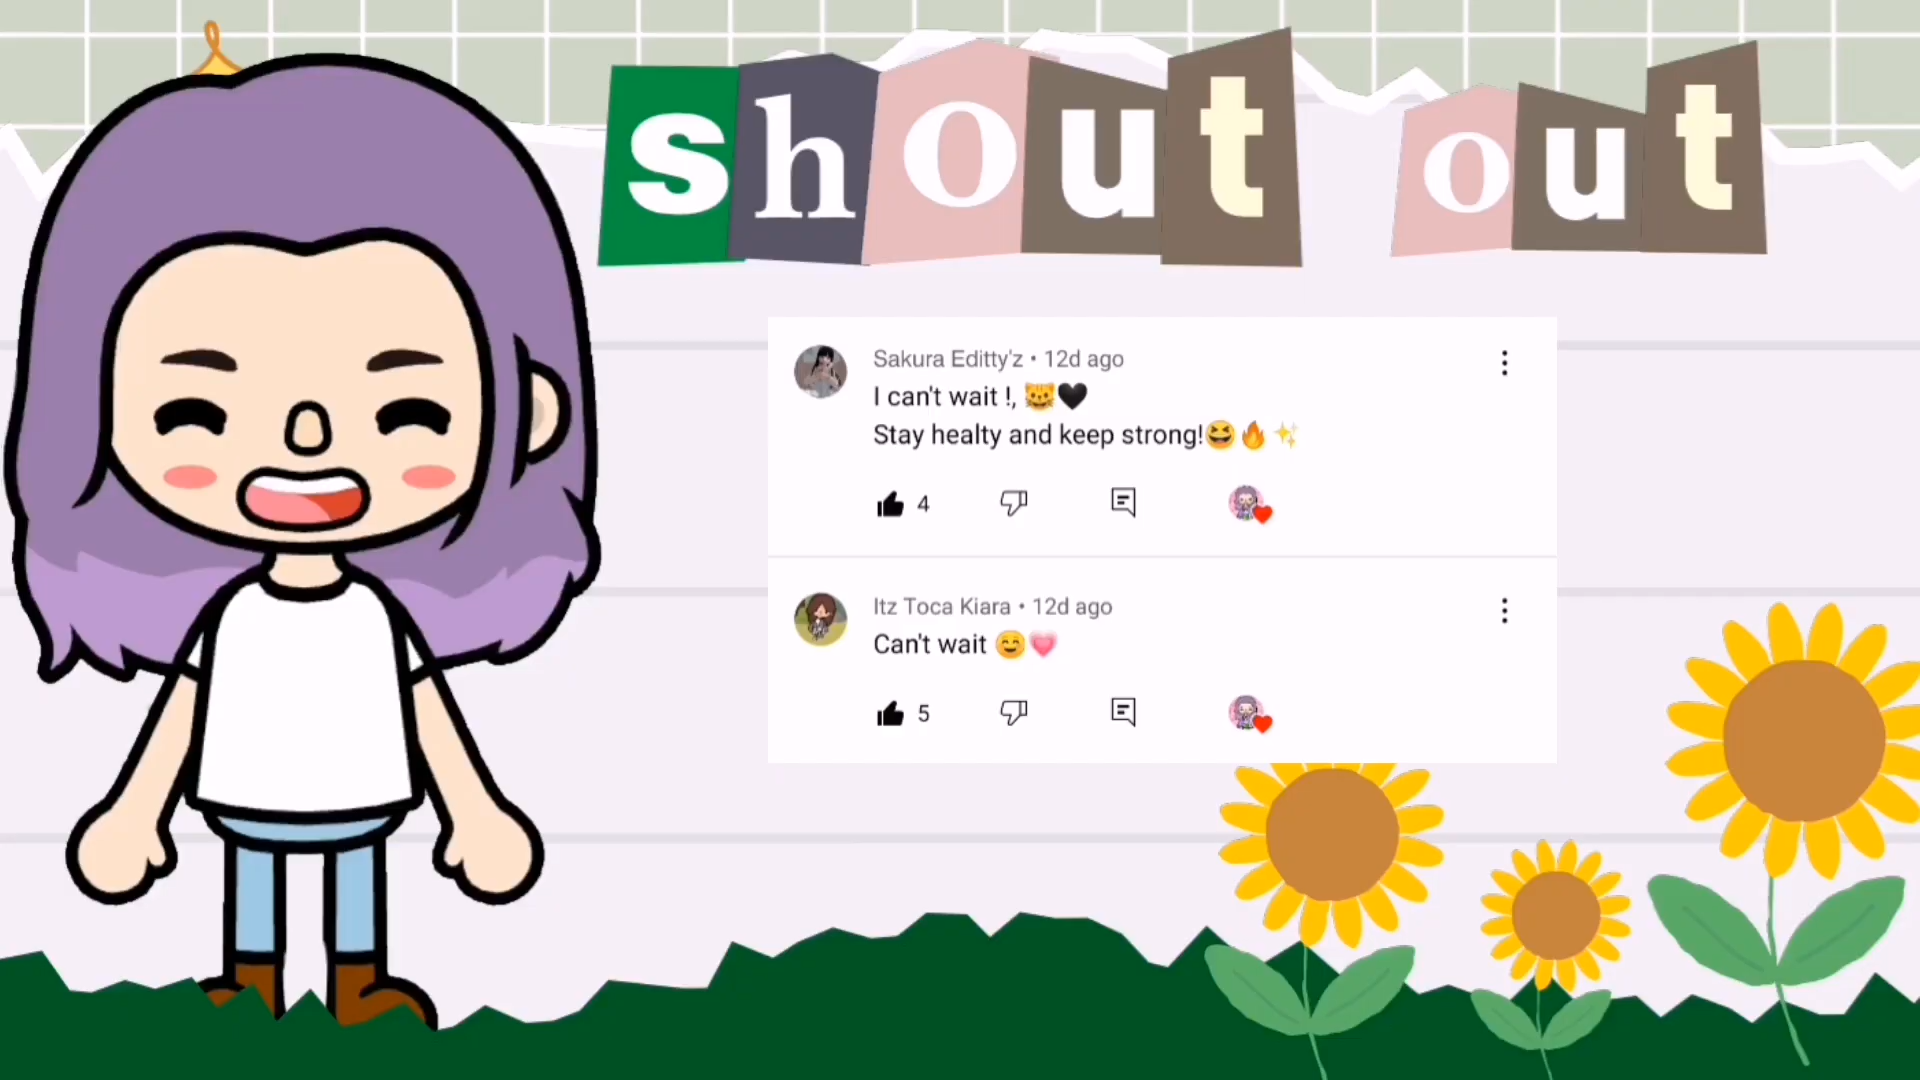 shout out
Sakura Editty'z • 12d ago
I can't wait !, 😺🖤
Stay healty and keep strong!😆🔥✨
4
Itz Toca Kiara • 12d ago
Can't wait 😊💗
5